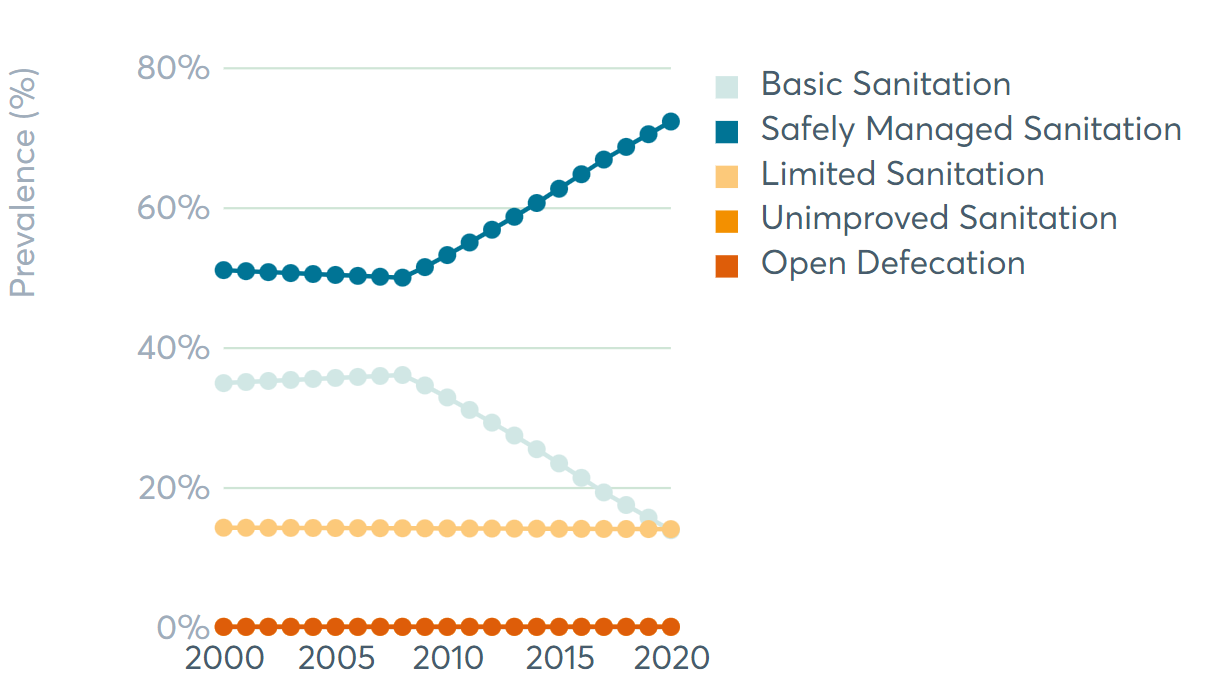 Prevalence (%)
80%
60%
40%
20%
0%
2000 2005 2010 2015 2020
Basic Sanitation
Safely Managed Sanitation
Limited Sanitation
Unimproved Sanitation
Open Defecation